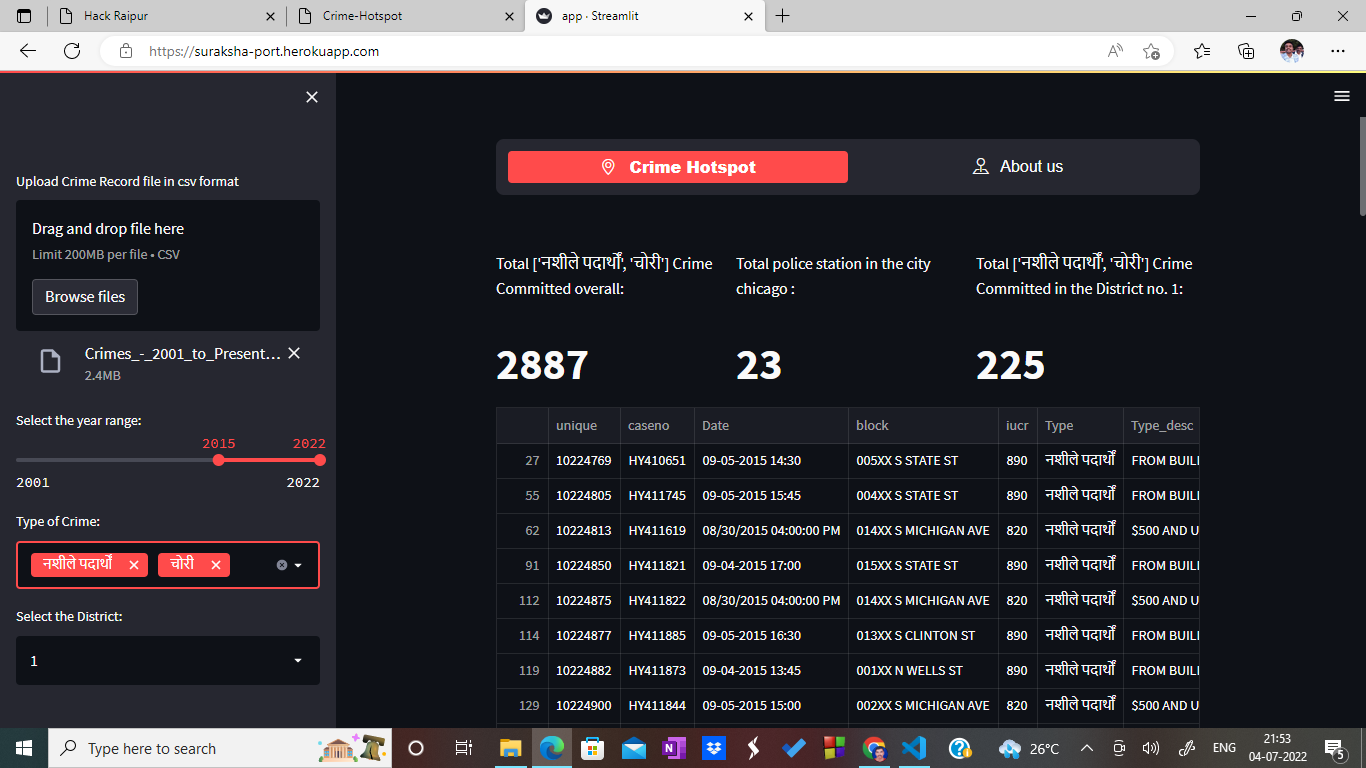 Hack Raipur
Crime-Hotspot
app · Streamlit
https://suraksha-port.herokuapp.com
Upload Crime Record file in csv format
Drag and drop file here
Limit 200MB per file • CSV
Browse files
Crimes_-_2001_to_Present...
2.4MB
Select the year range:
2015 2022
2001 2022
Type of Crime:
नशीले पदार्थों चोरी
Select the District:
1
Crime Hotspot
About us
Total ['नशीले पदार्थों', 'चोरी'] Crime
Committed overall:
2887
Total police station in the city
chicago :
23
Total ['नशीले पदार्थों', 'चोरी'] Crime
Committed in the District no. 1:
225
unique caseno Date block iucr Type Type_desc
27 10224769 HY410651 09-05-2015 14:30 005XX S STATE ST 890 नशीले पदार्थों FROM BUIL
55 10224805 HY411745 09-05-2015 15:45 004XX S STATE ST 890 नशीले पदार्थों FROM BUIL
62 10224813 HY411619 08/30/2015 04:00:00 PM 014XX S MICHIGAN AVE 820 नशीले पदार्थों $500 AND U
91 10224850 HY411821 09-04-2015 17:00 015XX S STATE ST 890 नशीले पदार्थों FROM BUIL
112 10224875 HY411822 08/30/2015 04:00:00 PM 014XX S MICHIGAN AVE 820 नशीले पदार्थों $500 AND U
114 10224877 HY411885 09-05-2015 16:30 013XX S CLINTON ST 890 नशीले पदार्थों FROM BUIL
119 10224882 HY411873 09-04-2015 13:45 001XX N WELLS ST 890 नशीले पदार्थों FROM BUIL
129 10224900 HY411844 09-05-2015 15:00 002XX S MICHIGAN AVE 820 नशीले पदार्थों $500 AND U
Type here to search
26°C
ENG
21:53
04-07-2022
5